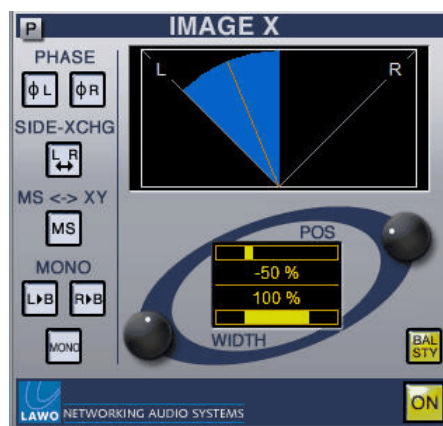 P
IMAGE X
PHASE
ϕL ϕR
SIDE-XCHG
L R
MS <-> XY
MS
MONO
L▸B R▸B
MONO
L R
POS
-50 %
100 %
WIDTH
BAL
STY
ON
LAWO NETWORKING AUDIO SYSTEMS